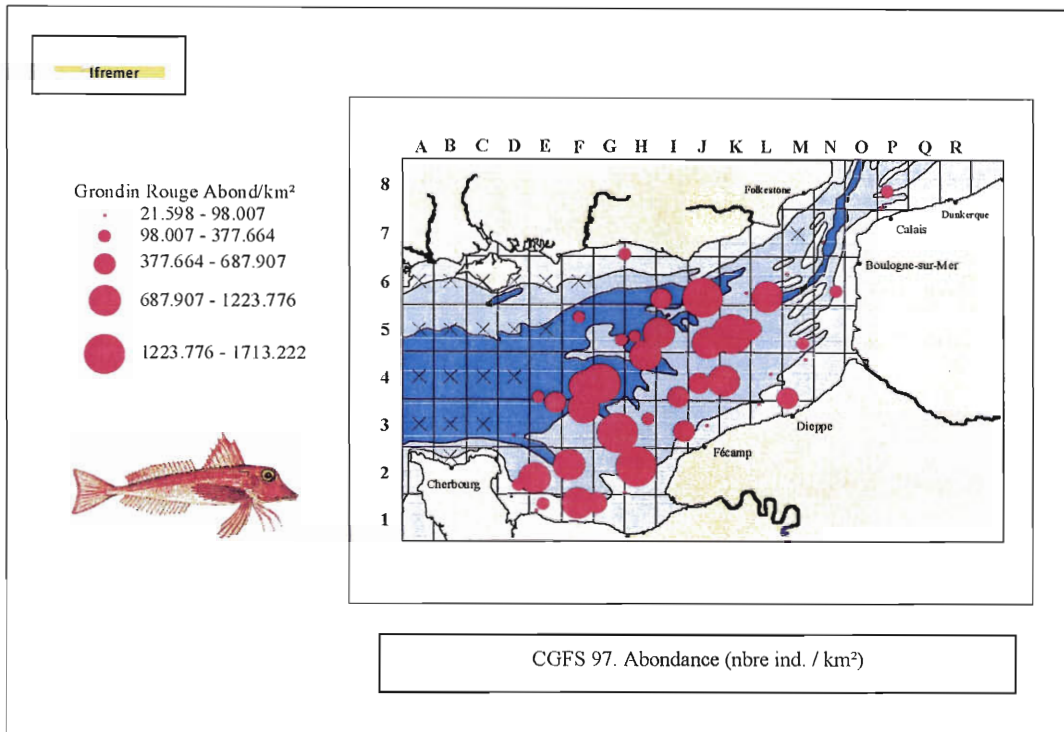 Ifremer
Grondin Rouge Abond/km²
21.598 - 98.007
98.007 - 377.664
377.664 - 687.907
687.907 - 1223.776
1223.776 - 1713.222
A B C D E F G H I J K L M N O P Q R
8
7
6
5
4
3
2
1
Folkestone
Dunkerque
Calais
Boulogne-sur-Mer
Dieppe
Fécamp
Cherbourg
CGFS 97. Abondance (nbre ind. / km²)